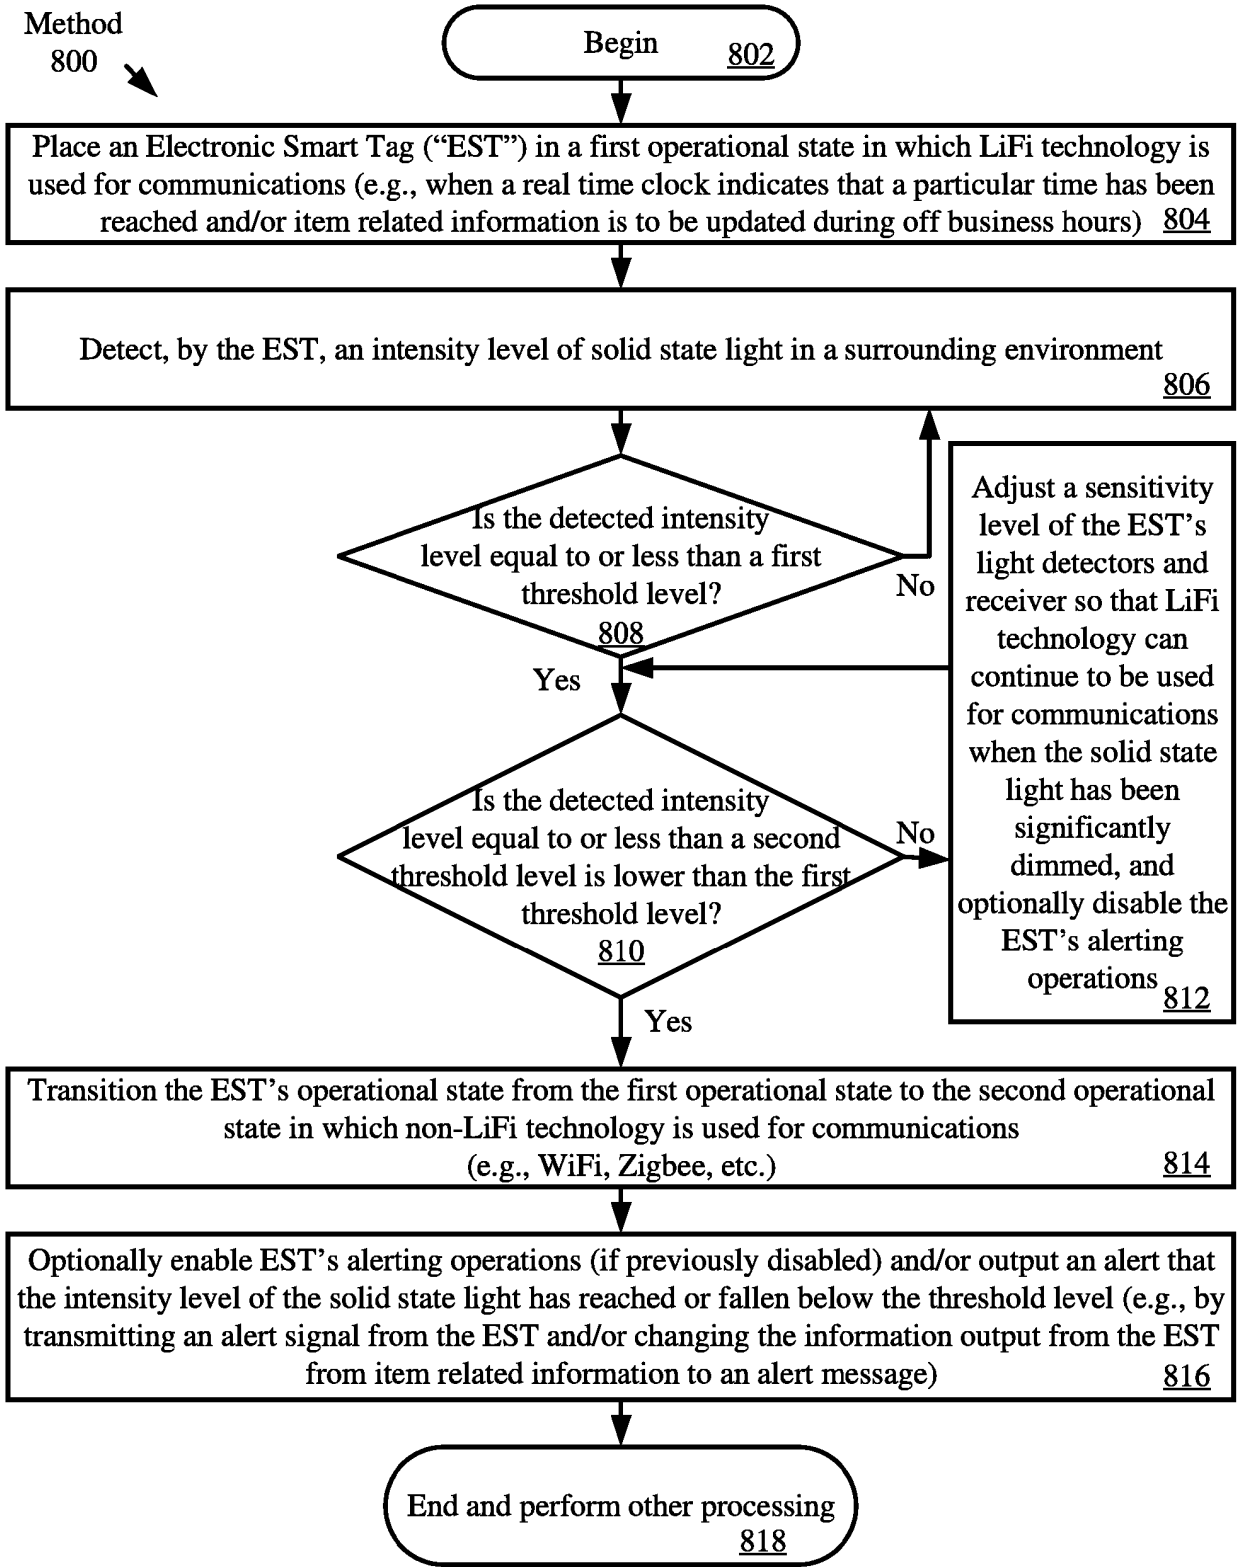 Method
800
Begin
802
Place an Electronic Smart Tag (“EST”) in a first operational state in which LiFi technology is
used for communications (e.g., when a real time clock indicates that a particular time has been
reached and/or item related information is to be updated during off business hours) 804
Detect, by the EST, an intensity level of solid state light in a surrounding environment
806
Is the detected intensity
level equal to or less than a first
threshold level?
808
No
Yes
Adjust a sensitivity
level of the EST’s
light detectors and
receiver so that LiFi
technology can
continue to be used
for communications
when the solid state
light has been
significantly
dimmed, and
optionally disable the
EST’s alerting
operations
812
Is the detected intensity
level equal to or less than a second
threshold level is lower than the first
threshold level?
810
No
Yes
Transition the EST’s operational state from the first operational state to the second operational
state in which non-LiFi technology is used for communications
(e.g., WiFi, Zigbee, etc.)
814
Optionally enable EST’s alerting operations (if previously disabled) and/or output an alert that
the intensity level of the solid state light has reached or fallen below the threshold level (e.g., by
transmitting an alert signal from the EST and/or changing the information output from the EST
from item related information to an alert message)
816
End and perform other processing
818